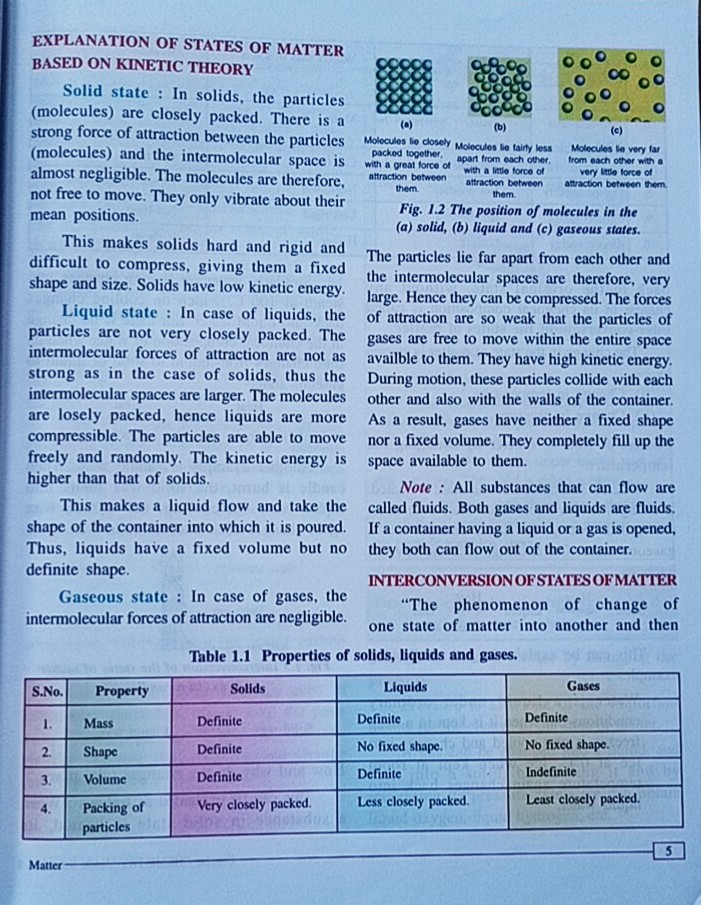 EXPLANATION OF STATES OF MATTER
BASED ON KINETIC THEORY
Solid state : In solids, the particles
(molecules) are closely packed. There is a
strong force of attraction between the particles
(molecules) and the intermolecular space is
almost negligible. The molecules are, therefore,
not free to move. They only vibrate about their
mean positions.
This makes solids hard and rigid and
difficult to compress, giving them a fixed
shape and size. Solids have low kinetic energy.
Liquid state : In case of liquids, the
particles are not very closely packed. The
intermolecular forces of attraction are not as
strong as in the case of solids, thus the
intermolecular spaces are larger. The molecules
are losely packed, hence liquids are more
compressible. The particles are able to move
freely and randomly. The kinetic energy is
higher than that of solids.
This makes a liquid flow and take the
shape of the container into which it is poured.
Thus, liquids have a fixed volume but no
definite shape.
Gaseous state : In case of gases, the
intermolecular forces of attraction are negligible.
(a)
Molecules lie closely
packed together,
with a great force of
attraction between
them.
(b)
Molecules fairly less
apart from each other,
with a little force of
attraction between
them.
(c)
Molecules lie very far
from each other with a
very little force of
attraction between them.
Fig. 1.2 The position of molecules in the
(a) solid, (b) liquid and (c) gaseous states.
The particles lie far apart from each other and
the intermolecular spaces are therefore, very
large. Hence they can be compressed. The forces
of attraction are so weak that the particles of
gases are free to move within the entire space
availble to them. They have high kinetic energy.
During motion, these particles collide with each
other and also with the walls of the container.
As a result, gases have neither a fixed shape
nor a fixed volume. They completely fill up the
space available to them.
Note : All substances that can flow are
called fluids. Both gases and liquids are fluids.
If a container having a liquid or a gas is opened,
they both can flow out of the container.
INTERCONVERSION OF STATES OF MATTER
“The phenomenon of change of
one state of matter into another and then
Table 1.1 Properties of solids, liquids and gases.
S.No. Property Solids Liquids Gases
1. Mass Definite Definite Definite
2. Shape Definite No fixed shape. No fixed shape.
3. Volume Definite Definite Indefinite
4. Packing of Very closely packed. Less closely packed. Least closely packed.
particles
Matter 5